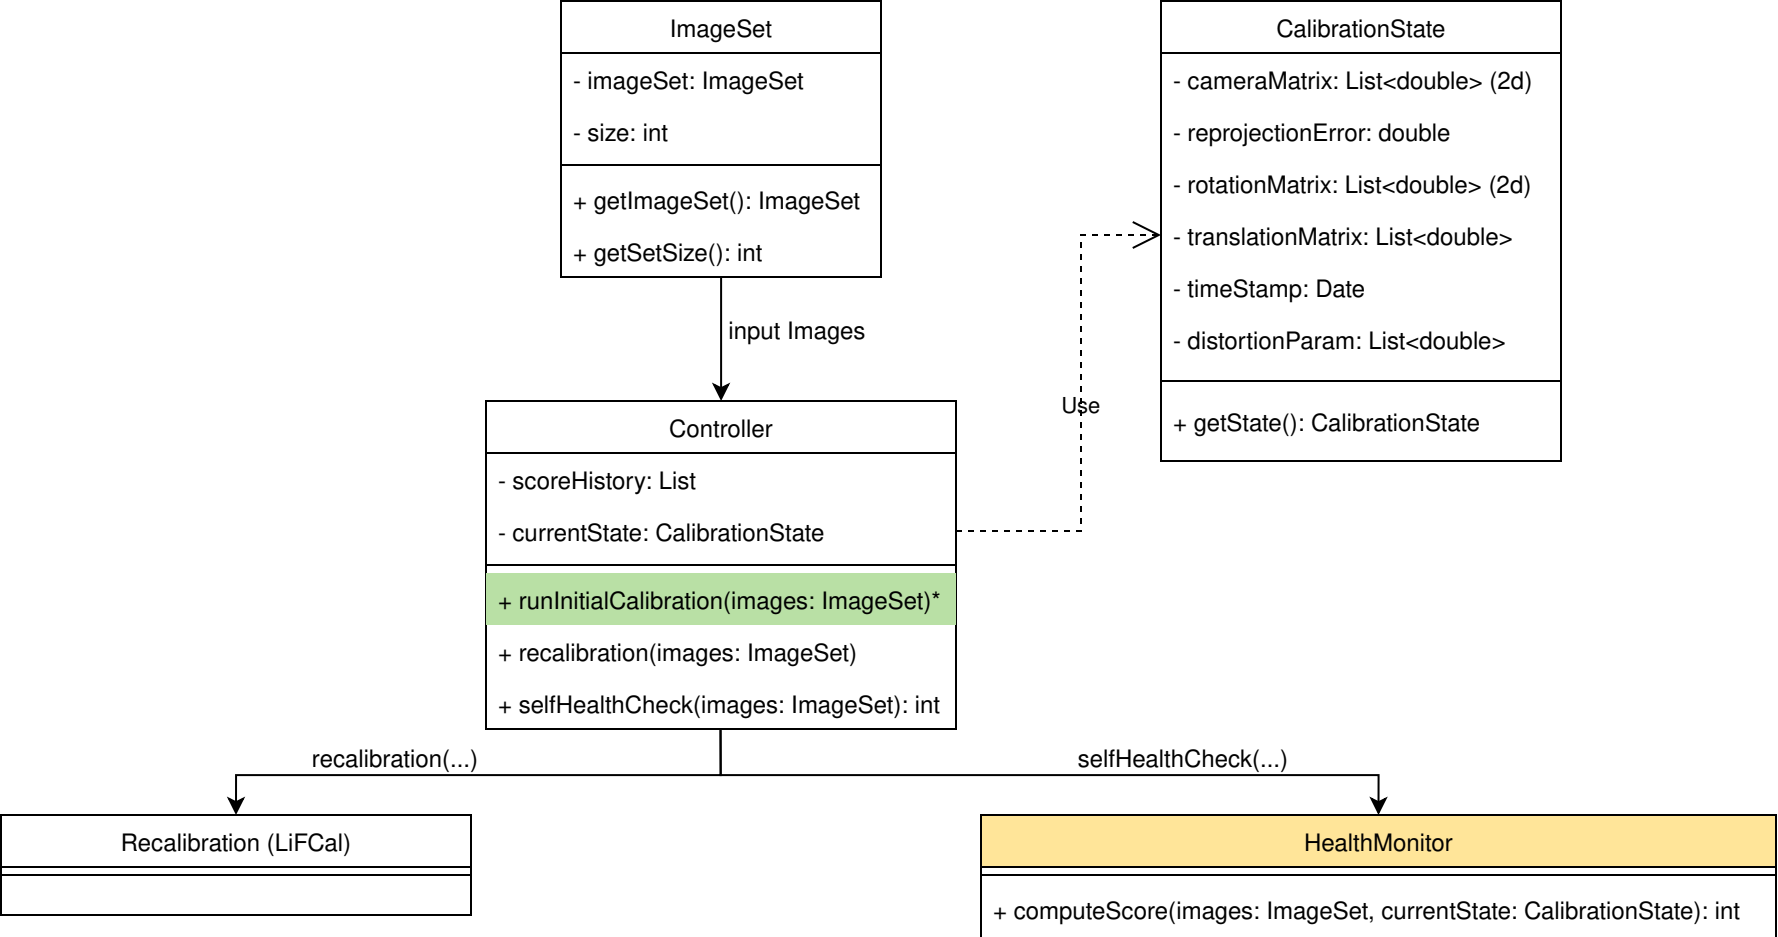 ImageSet
- imageSet: ImageSet
- size: int
+ getImageSet(): ImageSet
+ getSetSize(): int
CalibrationState
- cameraMatrix: List<double> (2d)
- reprojectionError: double
- rotationMatrix: List<double> (2d)
- translationMatrix: List<double>
- timeStamp: Date
- distortionParam: List<double>
+ getState(): CalibrationState
input Images
Use
Controller
- scoreHistory: List
- currentState: CalibrationState
+ runInitialCalibration(images: ImageSet)*
+ recalibration(images: ImageSet)
+ selfHealthCheck(images: ImageSet): int
recalibration(...)
selfHealthCheck(...)
Recalibration (LiFCal)
HealthMonitor
+ computeScore(images: ImageSet, currentState: CalibrationState): int